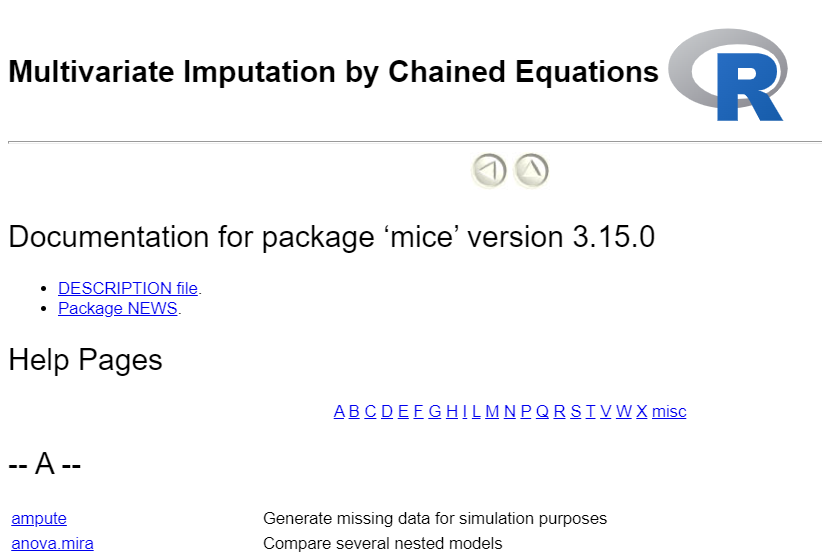 Multivariate Imputation by Chained Equations R
Documentation for package ‘mice’ version 3.15.0
DESCRIPTION file.
Package NEWS.
Help Pages
A B C D E F G H I L M N P Q R S T V W X misc
-- A --
ampute Generate missing data for simulation purposes
anova.mira Compare several nested models